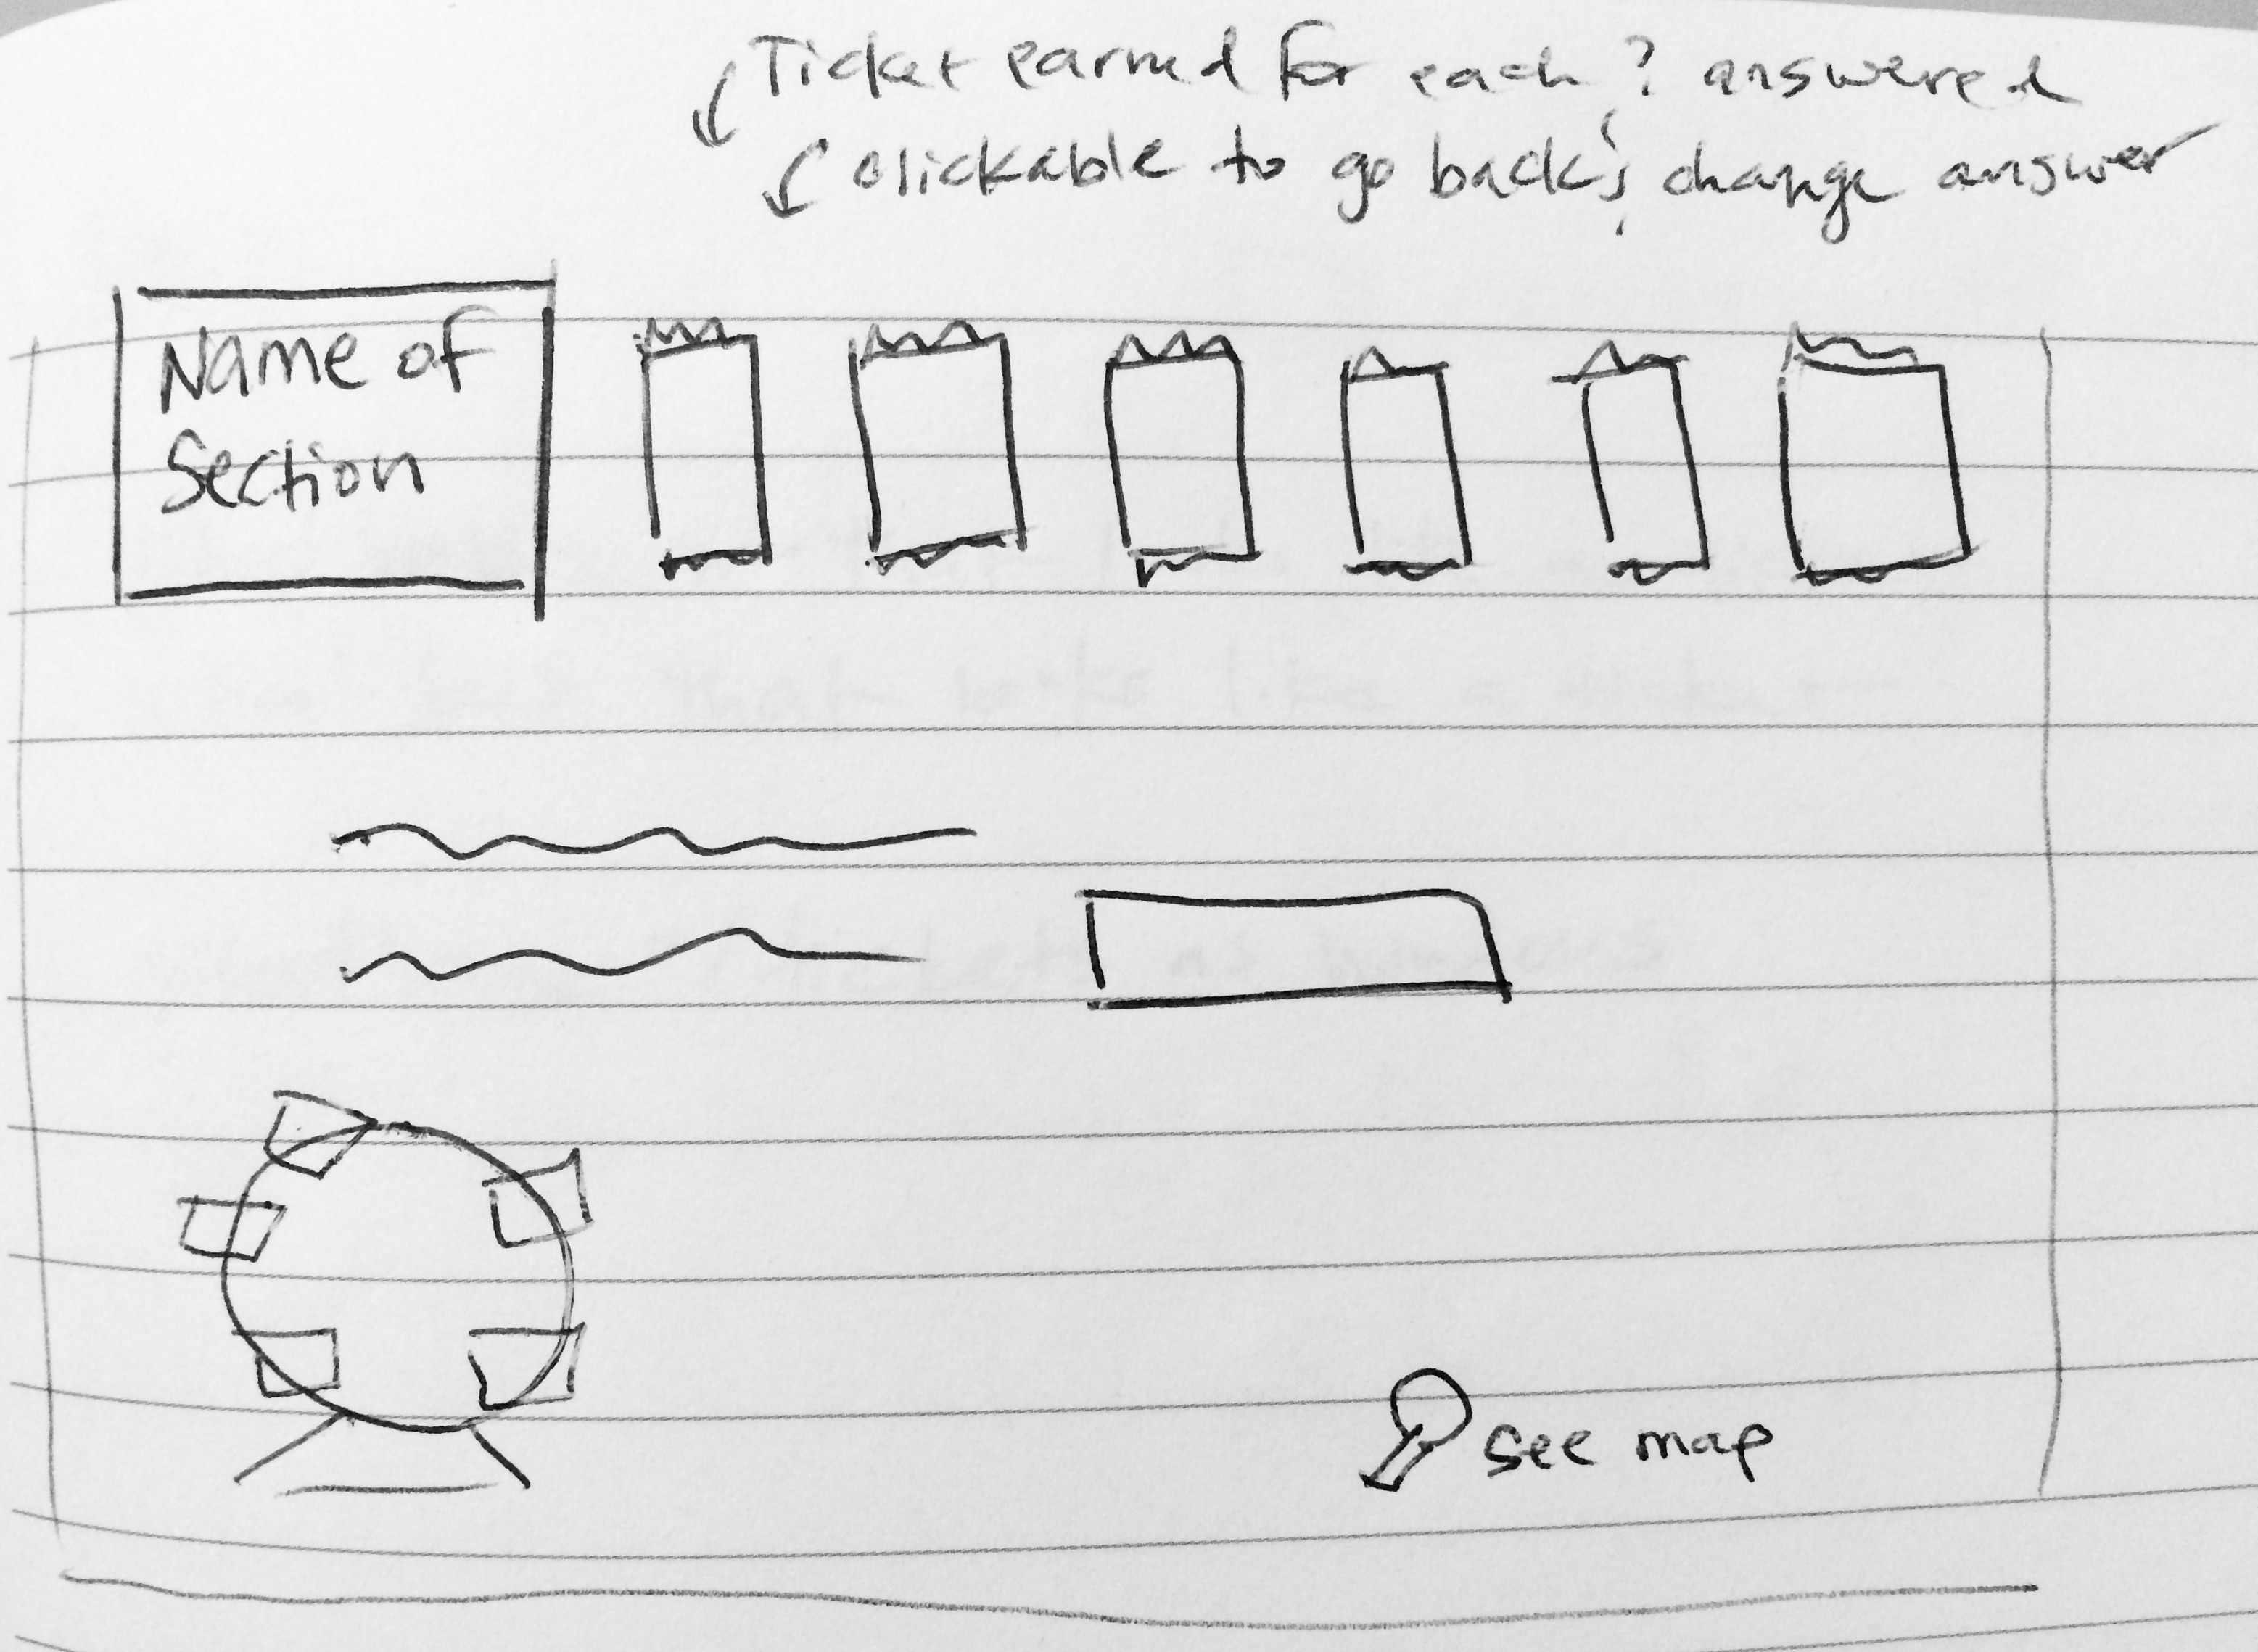 Ticket earned for each ? answered
clickable to go back & change answer
Name of
Section
see map